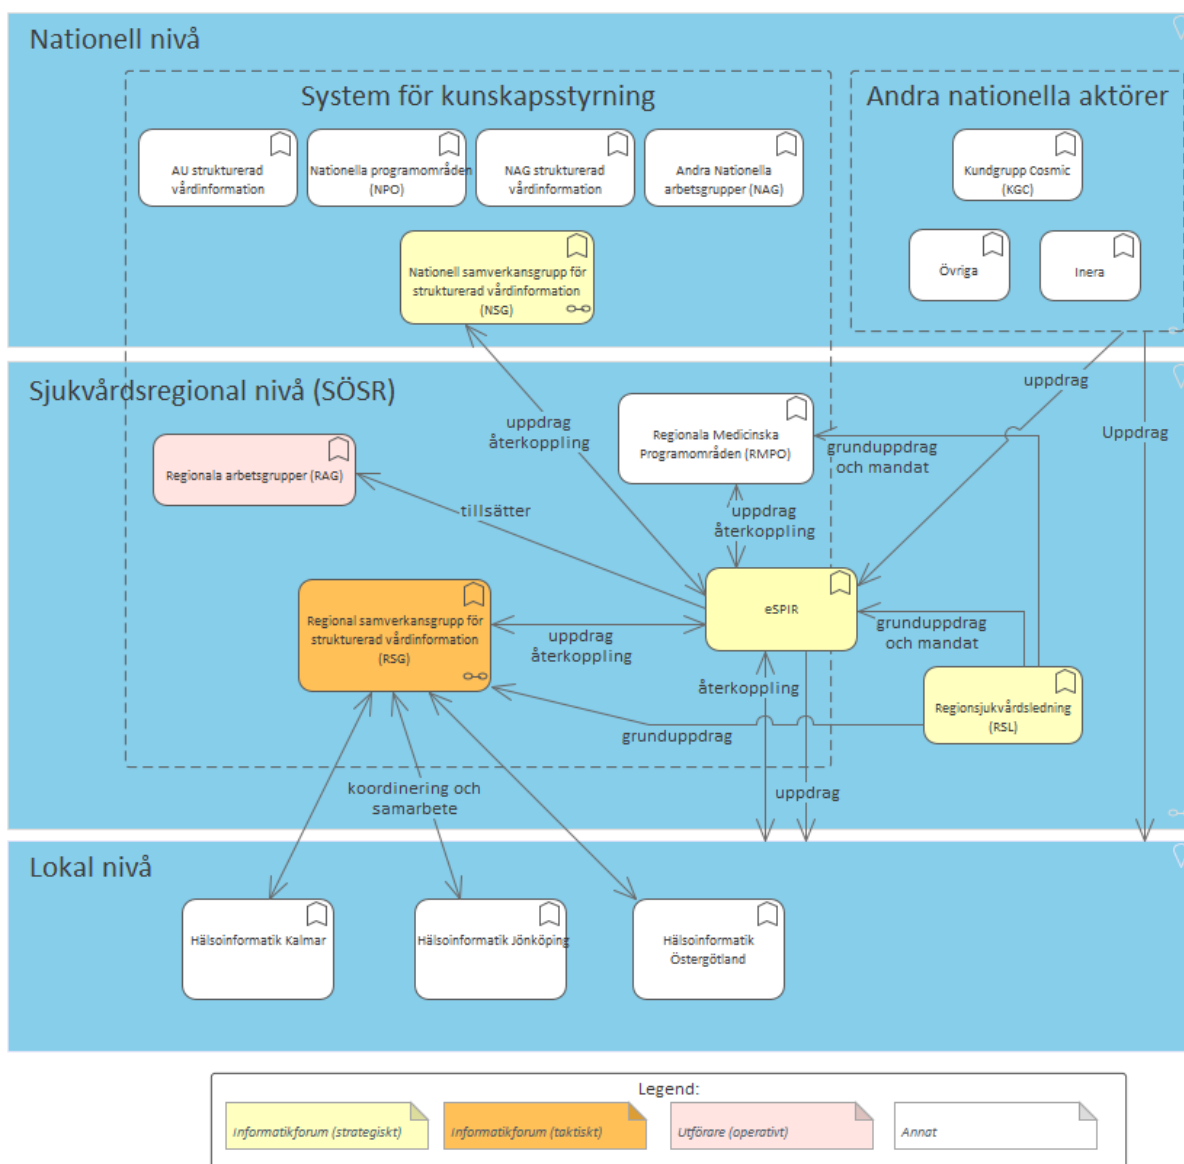 Nationell nivå
System för kunskapsstyrning
Andra nationella aktörer
AU strukturerad
vårdinformation
Nationella programområden
(NPO)
NAG strukturerad
vårdinformation
Andra Nationella
arbetsgrupper (NAG)
Kundgrupp Cosmic
(KGC)
Övriga
Inera
Nationell samverkansgrupp för
strukturerad vårdinformation
(NSG)
Sjukvårdsregional nivå (SÖSR)
uppdrag
Uppdrag
uppdrag
återkoppling
Regionala Medicinska
Programområden (RMPO)
grunduppdrag
och mandat
Regionala arbetsgrupper (RAG)
tillsätter
uppdrag
återkoppling
eSPIR
Regional samverkansgrupp för
strukturerad vårdinformation
(RSG)
uppdrag
återkoppling
grunduppdrag
och mandat
återkoppling
Regionsjukvårdsledning
(RSL)
grunduppdrag
koordinering och
samarbete
uppdrag
Lokal nivå
Hälsoinformatik Kalmar
Hälsoinformatik Jönköping
Hälsoinformatik
Östergötland
Legend:
Informatikforum (strategiskt)
Informatikforum (taktiskt)
Utförare (operativt)
Annat